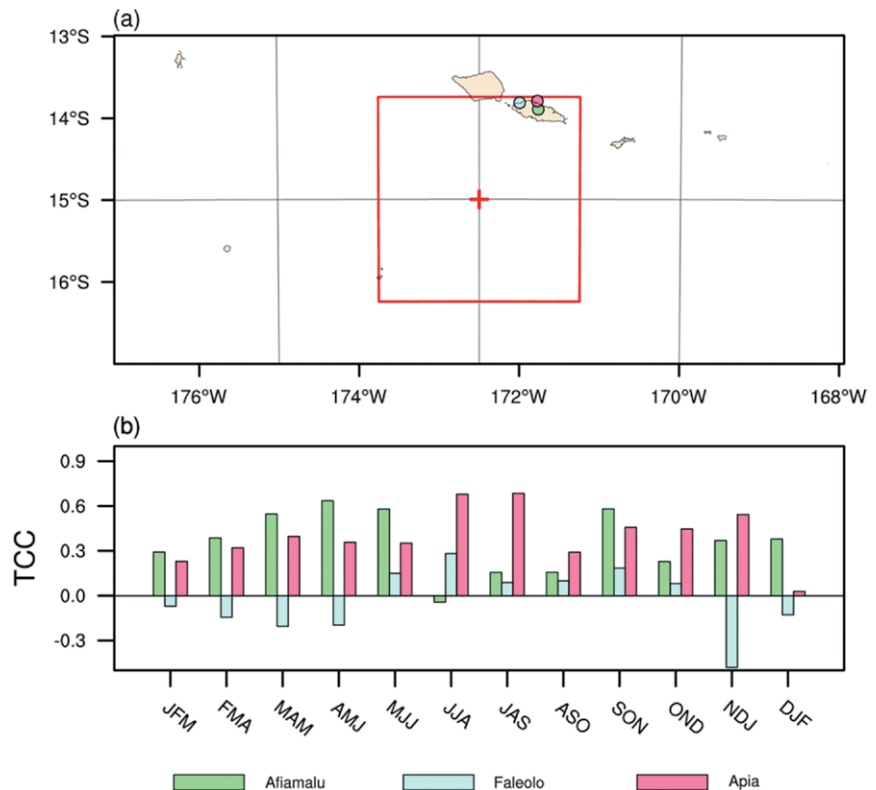 (a)
13°S
14°S
15°S
16°S
176°W 174°W 172°W 170°W 168°W
(b)
TCC
0.9
0.6
0.3
0.0
-0.3
JFM FMA MAM AMJ MJJ JJA JAS ASO SON OND NDJ DJF
Afiamalu Faleolo Apia